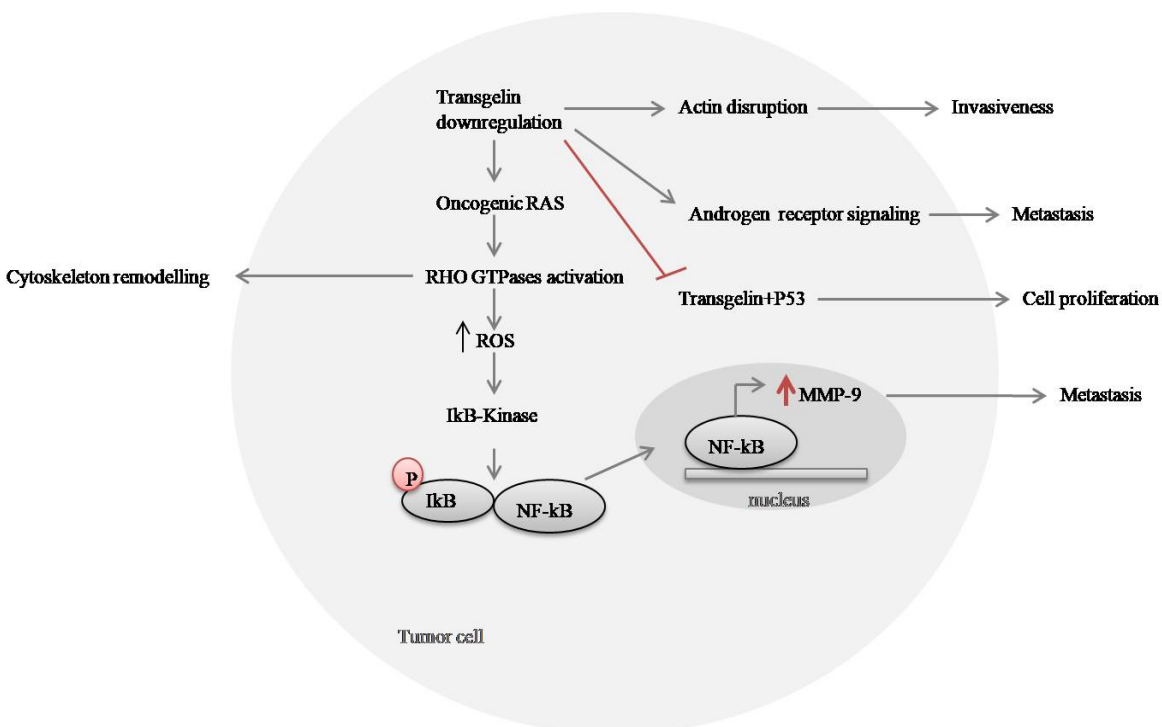 Transgelin
downregulation
Actin disruption
Invasiveness
Oncogenic RAS
Androgen receptor signaling
Metastasis
Cytoskeleton remodelling
RHO GTPases activation
Transgelin+P53
Cell proliferation
ROS
MMP-9
Metastasis
IkB-Kinase
NF-kB
P
IkB
NF-kB
nucleus
Tumor cell